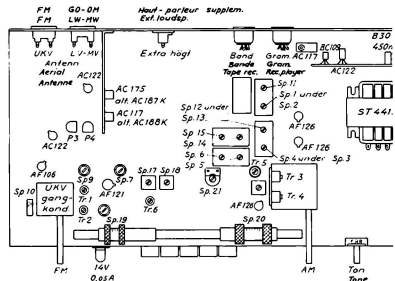 FM GO-OM
FM LW-MW
Haut-parleur supplem.
Ext. loudsp.
B30
450n
UKV LV-MV
Antenn
Aerial
Antenne
Extra högt
Band
Bande
Tape rec.
Gram.
Gram.
Rec.player
AC117
BC108
AC122
AC122
AC175
alt. AC187K
AC117
alt. AC188K
Sp.11
Sp.1 under
Sp.2
Sp.12 under
Sp.13
Sp.15
Sp.14
Sp.6
Sp.5
AF126
AF126
ST441
P3 P4
AC122
AF106
Sp.9
Sp.7
Sp.17 Sp.18
Tr.5
Sp.4 under Sp.3
Sp.10
UKV
gang-
kond.
Tr.1
Tr.2
AF121
Tr.6
Sp.21
Tr.3
Tr.4
AF126
Sp.19
Sp.20
FM
14V
0.05A
AM
Ton
Tone